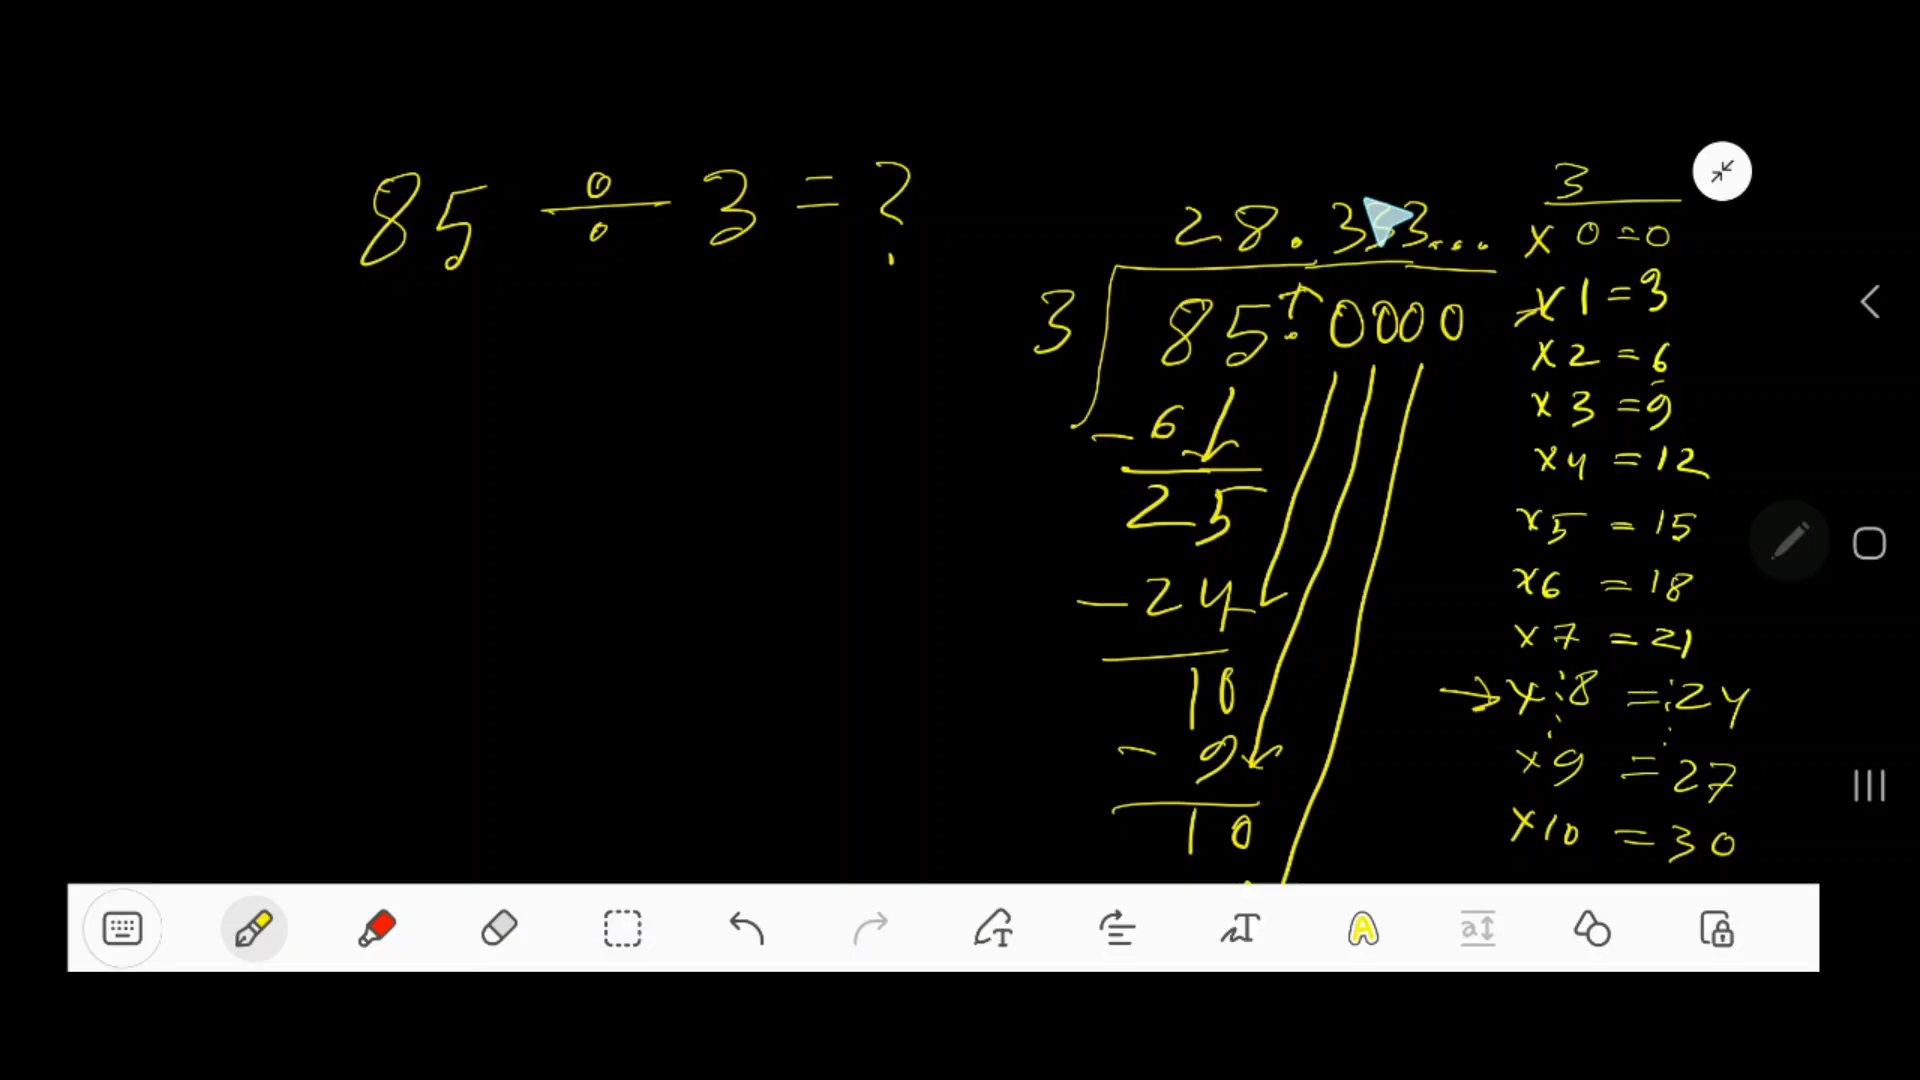 85 ÷ 3 = ?
28.333...
3 85.0000
- 6
25
- 24
10
- 9
10
3
x 0 = 0
x 1 = 3
x 2 = 6
x 3 = 9
x 4 = 12
x 5 = 15
x 6 = 18
x 7 = 21
→ x 8 = 24
x 9 = 27
x 10 = 30
T T A a